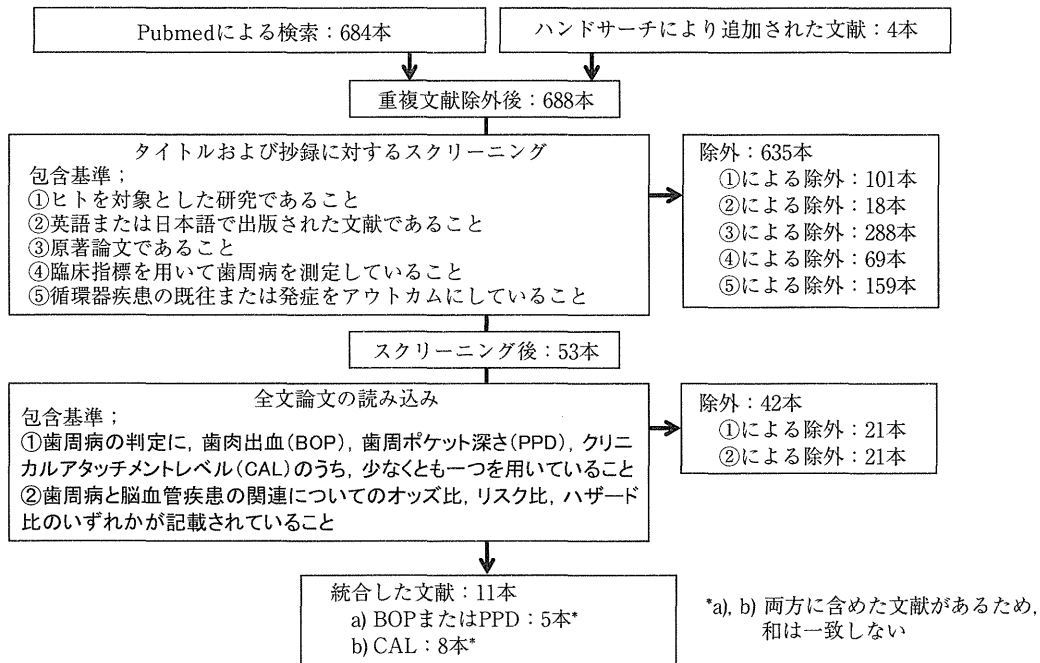 Pubmedによる検索：684本
ハンドサーチにより追加された文献：4本
重複文献除外後：688本
タイトルおよび抄録に対するスクリーニング
包含基準；
①ヒトを対象とした研究であること
②英語または日本語で出版された文献であること
③原著論文であること
④臨床指標を用いて歯周病を測定していること
⑤循環器疾患の既往または発症をアウトカムにしていること
除外：635本
①による除外：101本
②による除外：18本
③による除外：288本
④による除外：69本
⑤による除外：159本
スクリーニング後：53本
全文論文の読み込み
包含基準；
①歯周病の判定に，歯肉出血(BOP)，歯周ポケット深さ(PPD)，クリニ
カルアタッチメントレベル(CAL)のうち，少なくとも一つを用いていること
②歯周病と脳血管疾患の関連についてのオッズ比，リスク比，ハザード
比のいずれかが記載されていること
除外：42本
①による除外：21本
②による除外：21本
統合した文献：11本
a) BOPまたはPPD：5本*
b) CAL：8本*
*a), b) 両方に含めた文献があるため，
和は一致しない